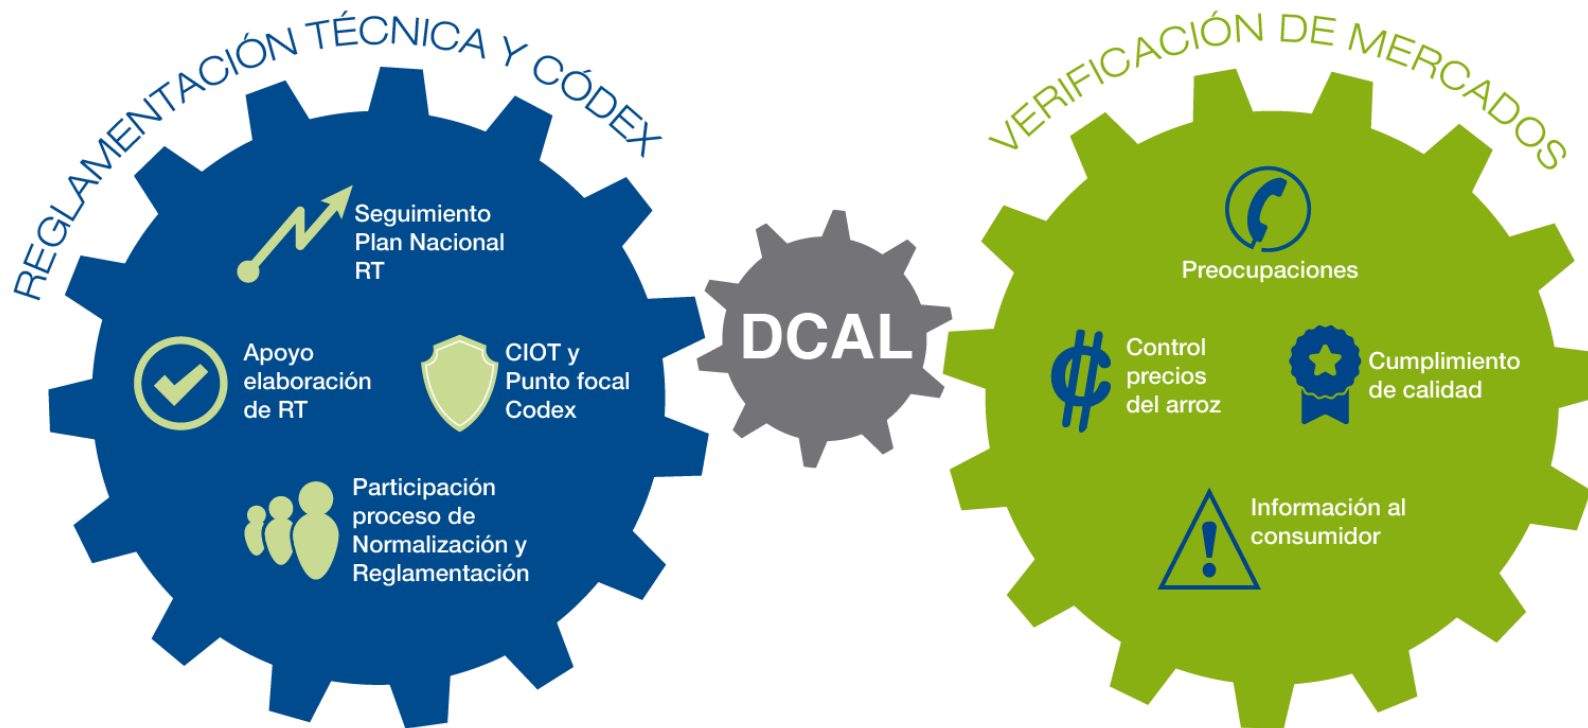 REGLAMENTACIÓN TÉCNICA Y CÓDEX
Seguimiento
Plan Nacional
RT
Apoyo
elaboración
de RT
CIOT y
Punto focal
Codex
Participación
proceso de
Normalización y
Reglamentación
DCAL
VERIFICACIÓN DE MERCADOS
Preocupaciones
Control
precios
del arroz
Cumplimiento
de calidad
Información al
consumidor